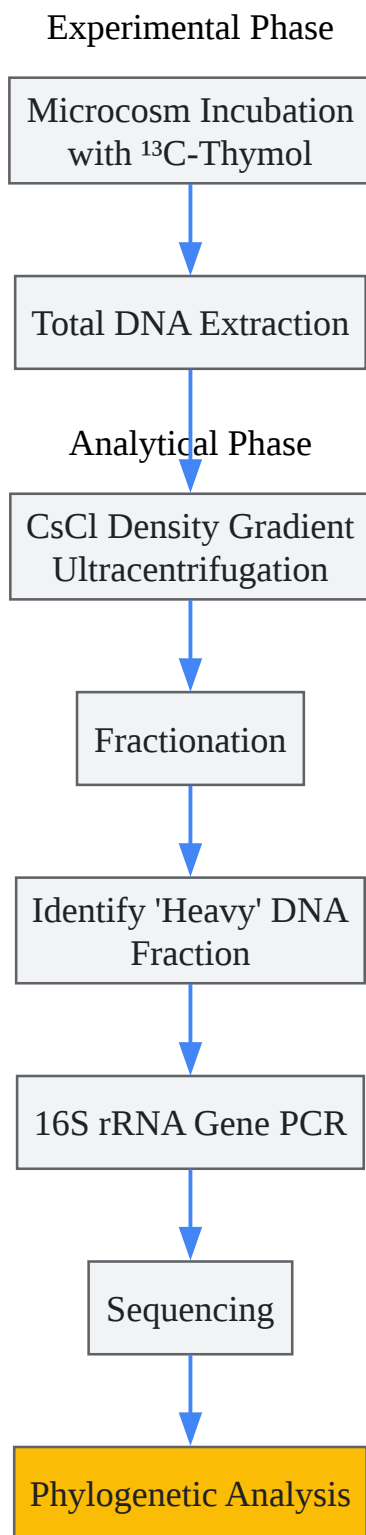 Experimental Phase
Microcosm Incubation
with ¹³C-Thymol
Total DNA Extraction
Analytical Phase
CsCl Density Gradient
Ultracentrifugation
Fractionation
Identify 'Heavy' DNA
Fraction
16S rRNA Gene PCR
Sequencing
Phylogenetic Analysis